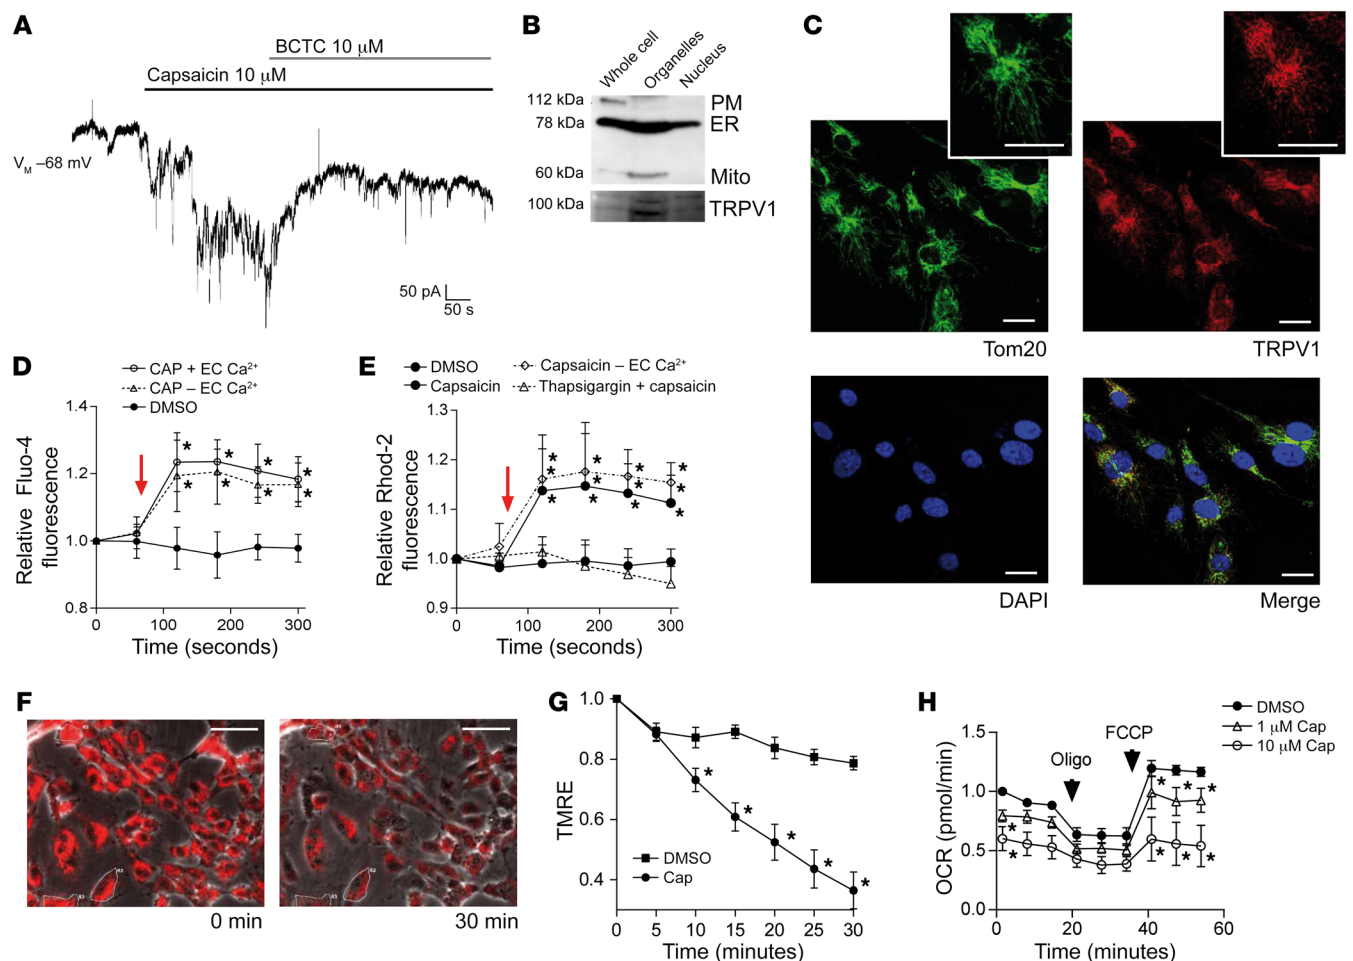 A
BCTC 10 μM
Capsaicin 10 μM
V_M –68 mV
50 pA
50 s
B
Whole cell
Organelles
Nucleus
112 kDa
PM
78 kDa
ER
60 kDa
Mito
100 kDa
TRPV1
C
Tom20
TRPV1
DAPI
Merge
D
CAP + EC Ca²⁺
CAP – EC Ca²⁺
DMSO
Relative Fluo-4
fluorescence
1.4
*
*
*
*
1.2
*
*
*
*
1.0
0.8
0
100
200
300
Time (seconds)
E
DMSO
Capsaicin – EC Ca²⁺
Capsaicin
Thapsigargin + capsaicin
Relative Rhod-2
fluorescence
1.3
1.2
*
*
*
*
*
*
*
*
*
*
*
*
1.1
1.0
0.9
0
100
200
300
Time (seconds)
F
0 min
30 min
G
TMRE
1.0
0.8
*
0.6
*
*
*
0.4
*
DMSO
Cap
0
5
10
15
20
25
30
Time (minutes)
H
DMSO
1 μM Cap
10 μM Cap
OCR (pmol/min)
1.5
FCCP
Oligo
1.0
*
*
*
*
0.5
*
*
*
*
0.0
0
20
40
60
Time (minutes)